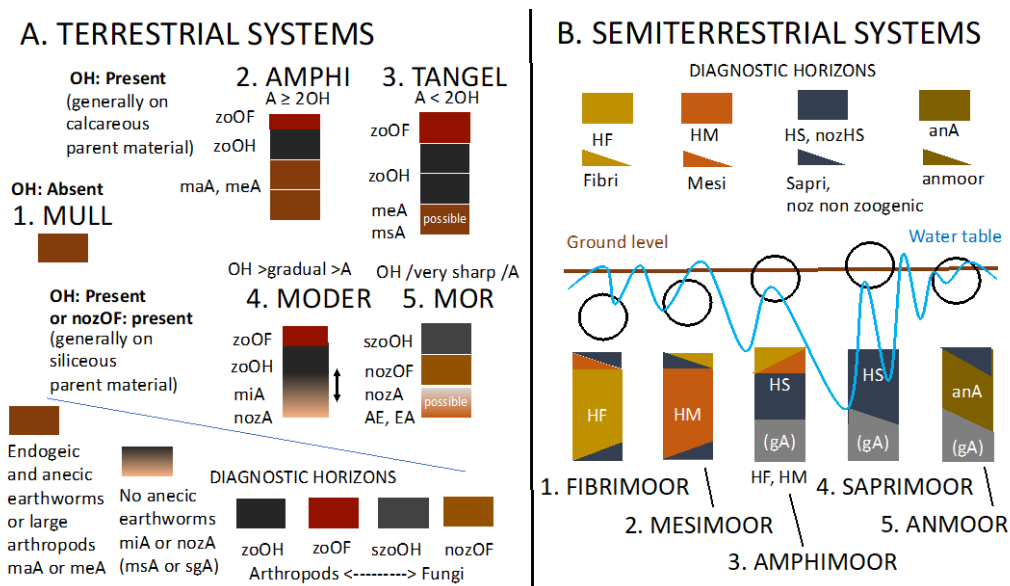 A. TERRESTRIAL SYSTEMS
OH: Present
(generally on
calcareous
parent material)
2. AMPHI
A ≥ 2OH
zoOF
zoOH
maA, meA
3. TANGEL
A < 2OH
zoOF
zoOH
meA
msA
possible
OH: Absent
1. MULL
OH: Present
or nozOF: present
(generally on
siliceous
parent material)
OH >gradual >A
4. MODER
zoOF
zoOH
miA
nozA
OH /very sharp /A
5. MOR
szoOH
nozOF
nozA
AE, EA
possible
Endogeic
and anecic
earthworms
or large
arthropods
maA or meA
No anecic
earthworms
miA or nozA
(msA or sgA)
DIAGNOSTIC HORIZONS
zoOH
zoOF
szoOH
nozOF
Arthropods <---------> Fungi
B. SEMITERRESTRIAL SYSTEMS
DIAGNOSTIC HORIZONS
HF
HM
HS, nozHS
anA
Fibri
Mesi
Sapri,
noz non zoogenic
anmoor
Ground level
Water table
HF
HM
HS
(gA)
HF, HM
HS
(gA)
anA
(gA)
1. FIBRIMOOR
2. MESIMOOR
3. AMPHIMOOR
4. SAPRIMOOR
5. ANMOOR